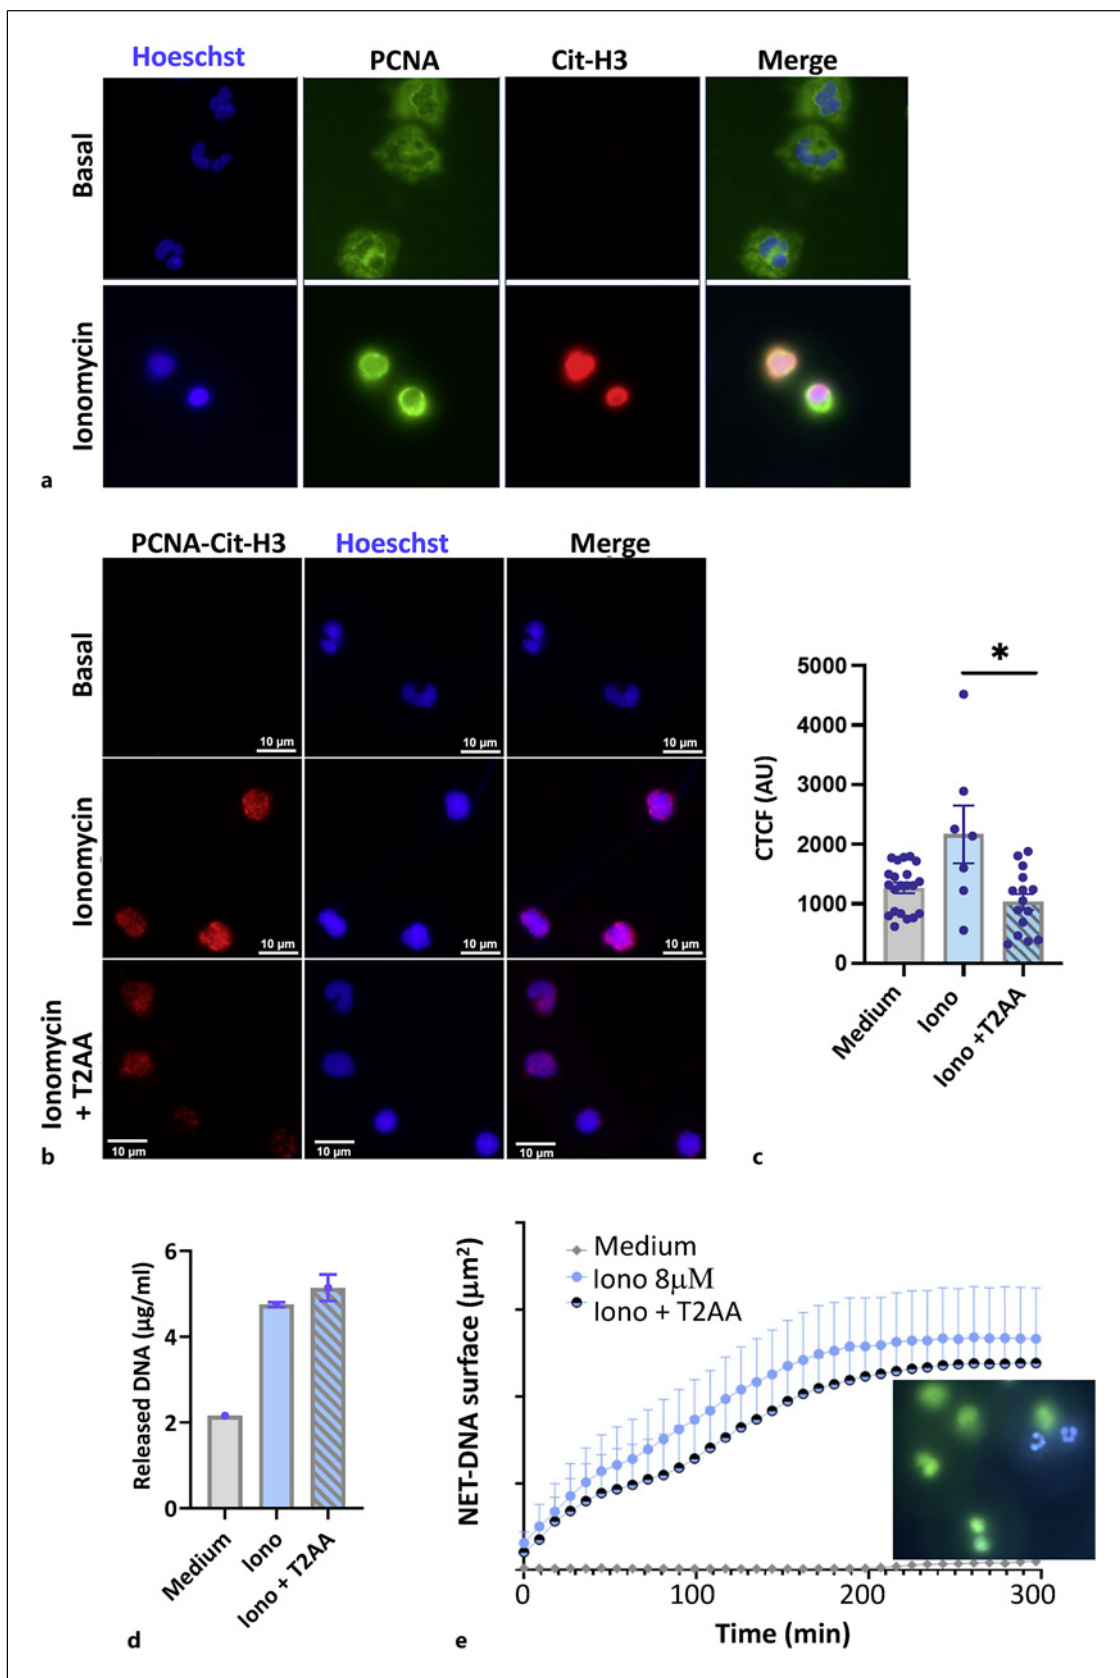 Hoeschst PCNA Cit-H3 Merge
Basal
Ionomycin
a
PCNA-Cit-H3 Hoeschst Merge
Basal
10 µm 10 µm 10 µm
Ionomycin
10 µm 10 µm 10 µm
Ionomycin
+ T2AA
10 µm 10 µm 10 µm
b
*
5000
4000
3000
2000
1000
0
CTCF (AU)
Medium Iono Iono +T2AA
c
6
4
2
0
Released DNA (µg/ml)
Medium Iono Iono + T2AA
d
NET-DNA surface (µm²)
Medium
Iono 8µM
Iono + T2AA
0 100 200 300
Time (min)
e